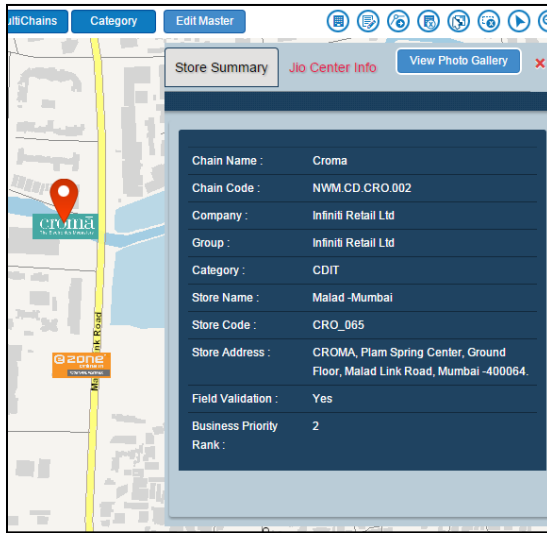 ultiChains Category Edit Master
Store Summary Jio Center Info View Photo Gallery ×
Chain Name : Croma
Chain Code : NWM.CD.CRO.002
Company : Infiniti Retail Ltd
Group : Infiniti Retail Ltd
Category : CDIT
Store Name : Malad -Mumbai
Store Code : CRO_065
Store Address : CROMA, Plam Spring Center, Ground
Floor, Malad Link Road, Mumbai -400064.
Field Validation : Yes
Business Priority 2
Rank :
cromā
nk Road
Ma
ezone